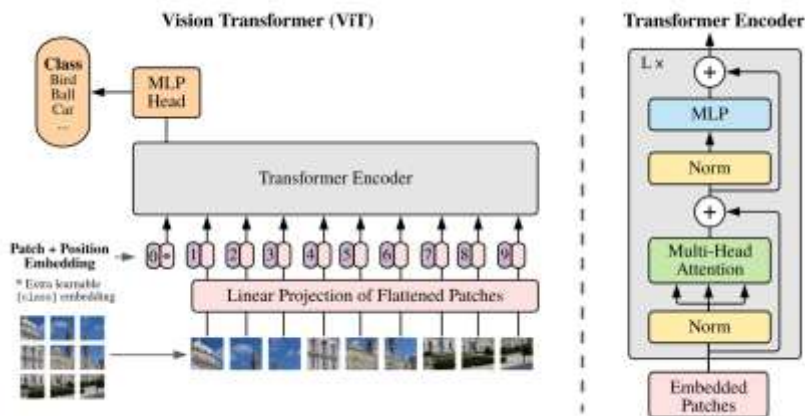 Vision Transformer (ViT)
Class
Bird
Ball
Car
...
MLP
Head
Transformer Encoder
Patch + Position
Embedding
0 * 1 2 3 4 5 6 7 8 9
* Extra learnable
[class] embedding
Linear Projection of Flattened Patches
Transformer Encoder
L ×
+
MLP
Norm
+
Multi-Head
Attention
Norm
Embedded
Patches